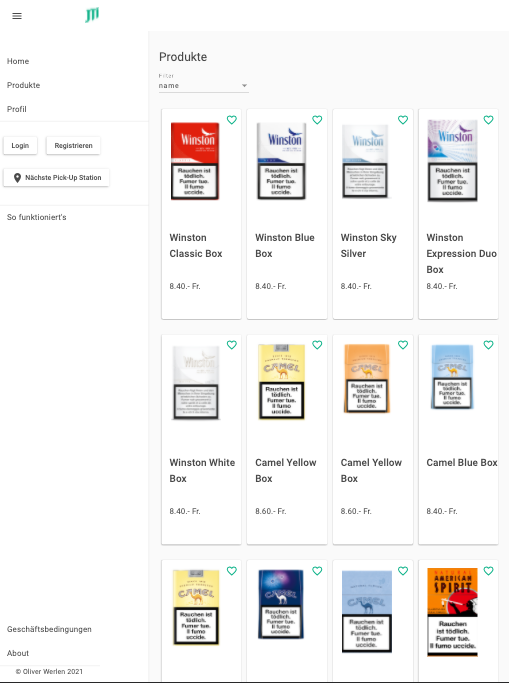 Home
Produkte
Profil
Login
Registrieren
Nächste Pick-Up Station
So funktioniert's
Geschäftsbedingungen
About
© Oliver Werlen 2021
Produkte
Filter
name
Winston
Rauchen ist
tödlich.
Fumer tue.
Il fumo
uccide.
Winston
Classic Box
8.40.- Fr.
Winston
Rauchen ist
tödlich.
Fumer tue.
Il fumo
uccide.
Winston Blue
Box
8.40.- Fr.
Winston
Winston Sky
Silver
8.40.- Fr.
Winston
Rauchen ist
tödlich.
Fumer tue.
Il fumo
uccide.
Winston
Expression Duo
Box
8.40.- Fr.
Winston
Winston White
Box
8.40.- Fr.
CAMEL
Rauchen ist
tödlich.
Fumer tue.
Il fumo
uccide.
Camel Yellow
Box
8.60.- Fr.
CAMEL
Rauchen ist
tödlich.
Fumer tue.
Il fumo
uccide.
Camel Yellow
Box
8.60.- Fr.
CAMEL
Rauchen ist
tödlich.
Fumer tue.
Il fumo
uccide.
Camel Blue Box
8.40.- Fr.
CAMEL
Rauchen ist
tödlich.
Fumer tue.
Il fumo
uccide.
CAMEL
Rauchen ist
tödlich.
Fumer tue.
Il fumo
uccide.
CAMEL
Rauchen ist
tödlich.
Fumer tue.
Il fumo
uccide.
NATURAL
AMERICAN
SPIRIT
Rauchen
ist tödlich.
Fumer tue.
Il fumo
uccide.